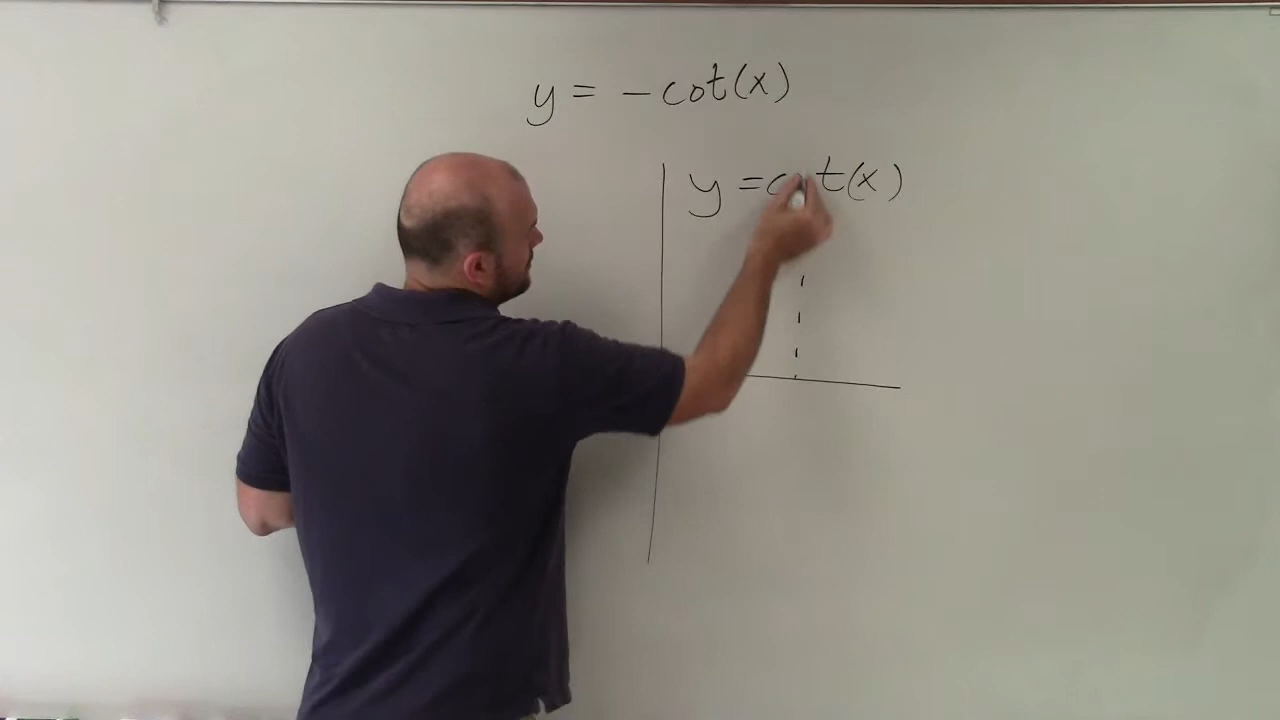 y = -cot(x)
y = cot(x)